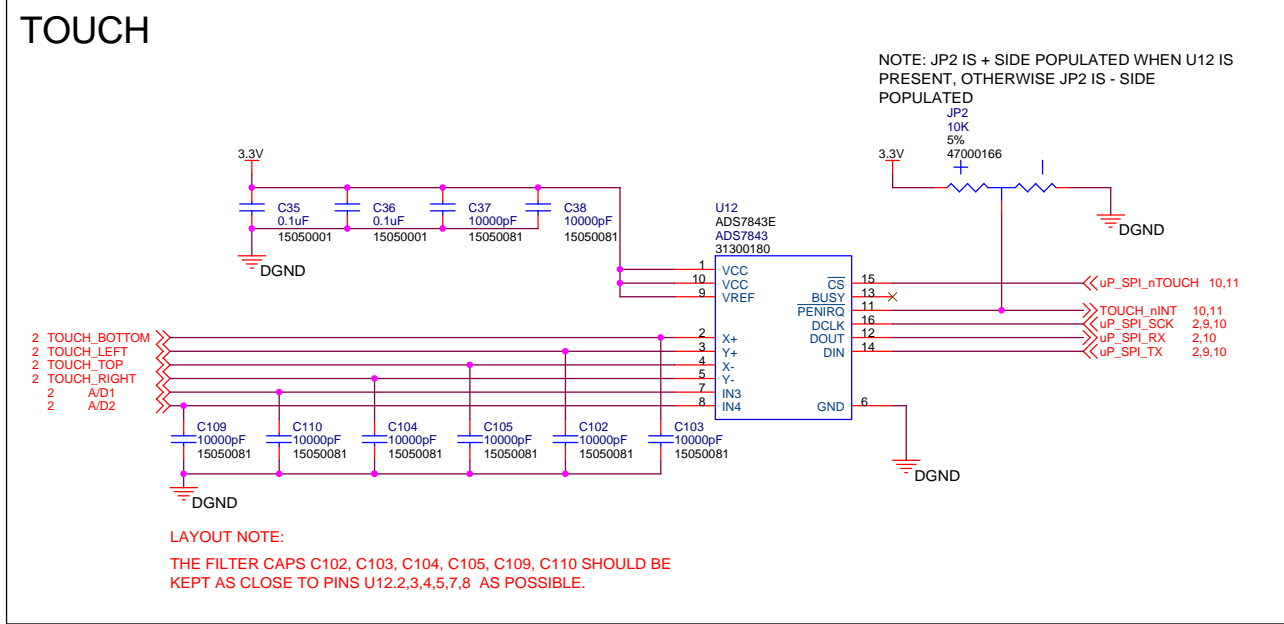 TOUCH
NOTE: JP2 IS + SIDE POPULATED WHEN U12 IS
PRESENT, OTHERWISE JP2 IS - SIDE
POPULATED
JP2
10K
5%
47000166
3.3V
+
-
DGND
3.3V
C35
0.1uF
15050001
C36
0.1uF
15050001
C37
10000pF
15050081
C38
10000pF
15050081
DGND
U12
ADS7843E
ADS7843
31300180
1 VCC
10 VCC
9 VREF
2 X+
3 Y+
4 X-
5 Y-
7 IN3
8 IN4
CS 15
BUSY 13
PENIRQ 11
DCLK 16
DOUT 12
DIN 14
GND 6
uP_SPI_nTOUCH 10,11
TOUCH_nINT 10,11
uP_SPI_SCK 2,9,10
uP_SPI_RX 2,10
uP_SPI_TX 2,9,10
2 TOUCH_BOTTOM
2 TOUCH_LEFT
2 TOUCH_TOP
2 TOUCH_RIGHT
2 A/D1
2 A/D2
C109
10000pF
15050081
C110
10000pF
15050081
C104
10000pF
15050081
C105
10000pF
15050081
C102
10000pF
15050081
C103
10000pF
15050081
DGND
DGND
LAYOUT NOTE:
THE FILTER CAPS C102, C103, C104, C105, C109, C110 SHOULD BE
KEPT AS CLOSE TO PINS U12.2,3,4,5,7,8 AS POSSIBLE.